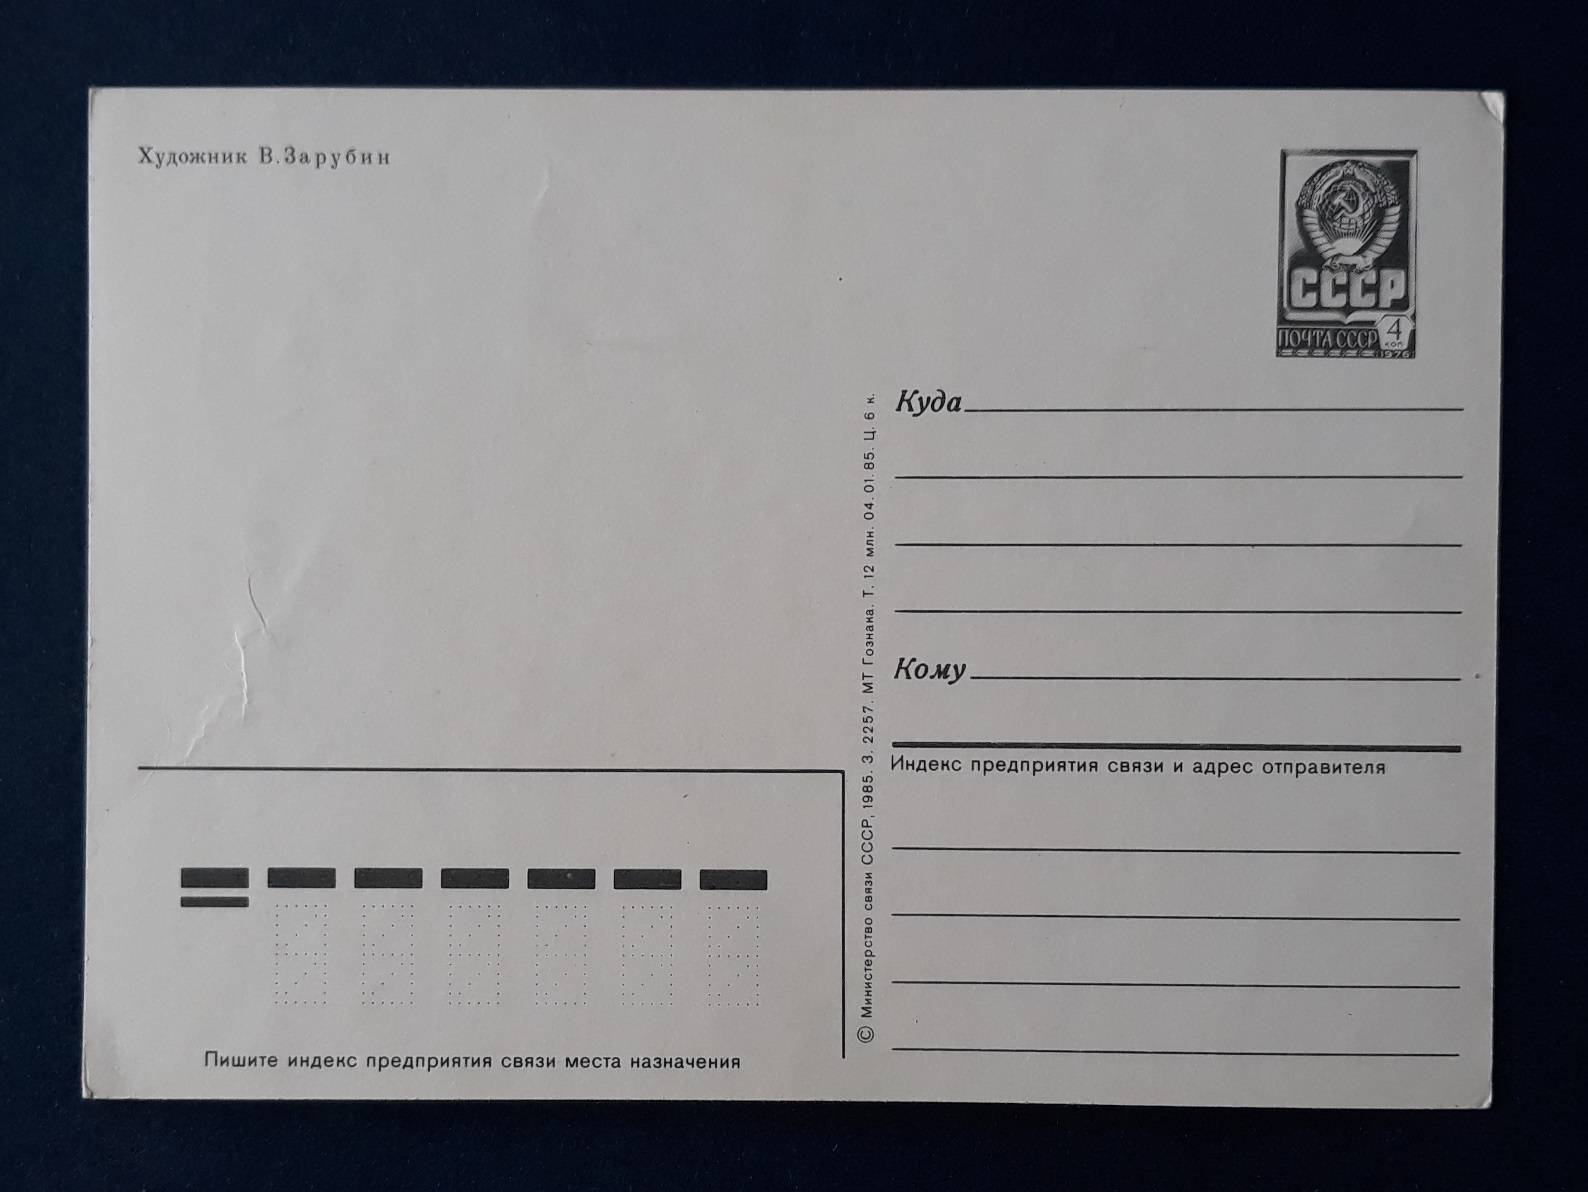 Художник В. Зарубин
СССР
ПОЧТА СССР
4
коп
1976
Куда
Кому
Индекс предприятия связи и адрес отправителя
© Министерство связи СССР, 1985. З. 2257. МТ Гознака. Т. 12 млн. 04. 01. 85. Ц. 6 к.
Пишите индекс предприятия связи места назначения